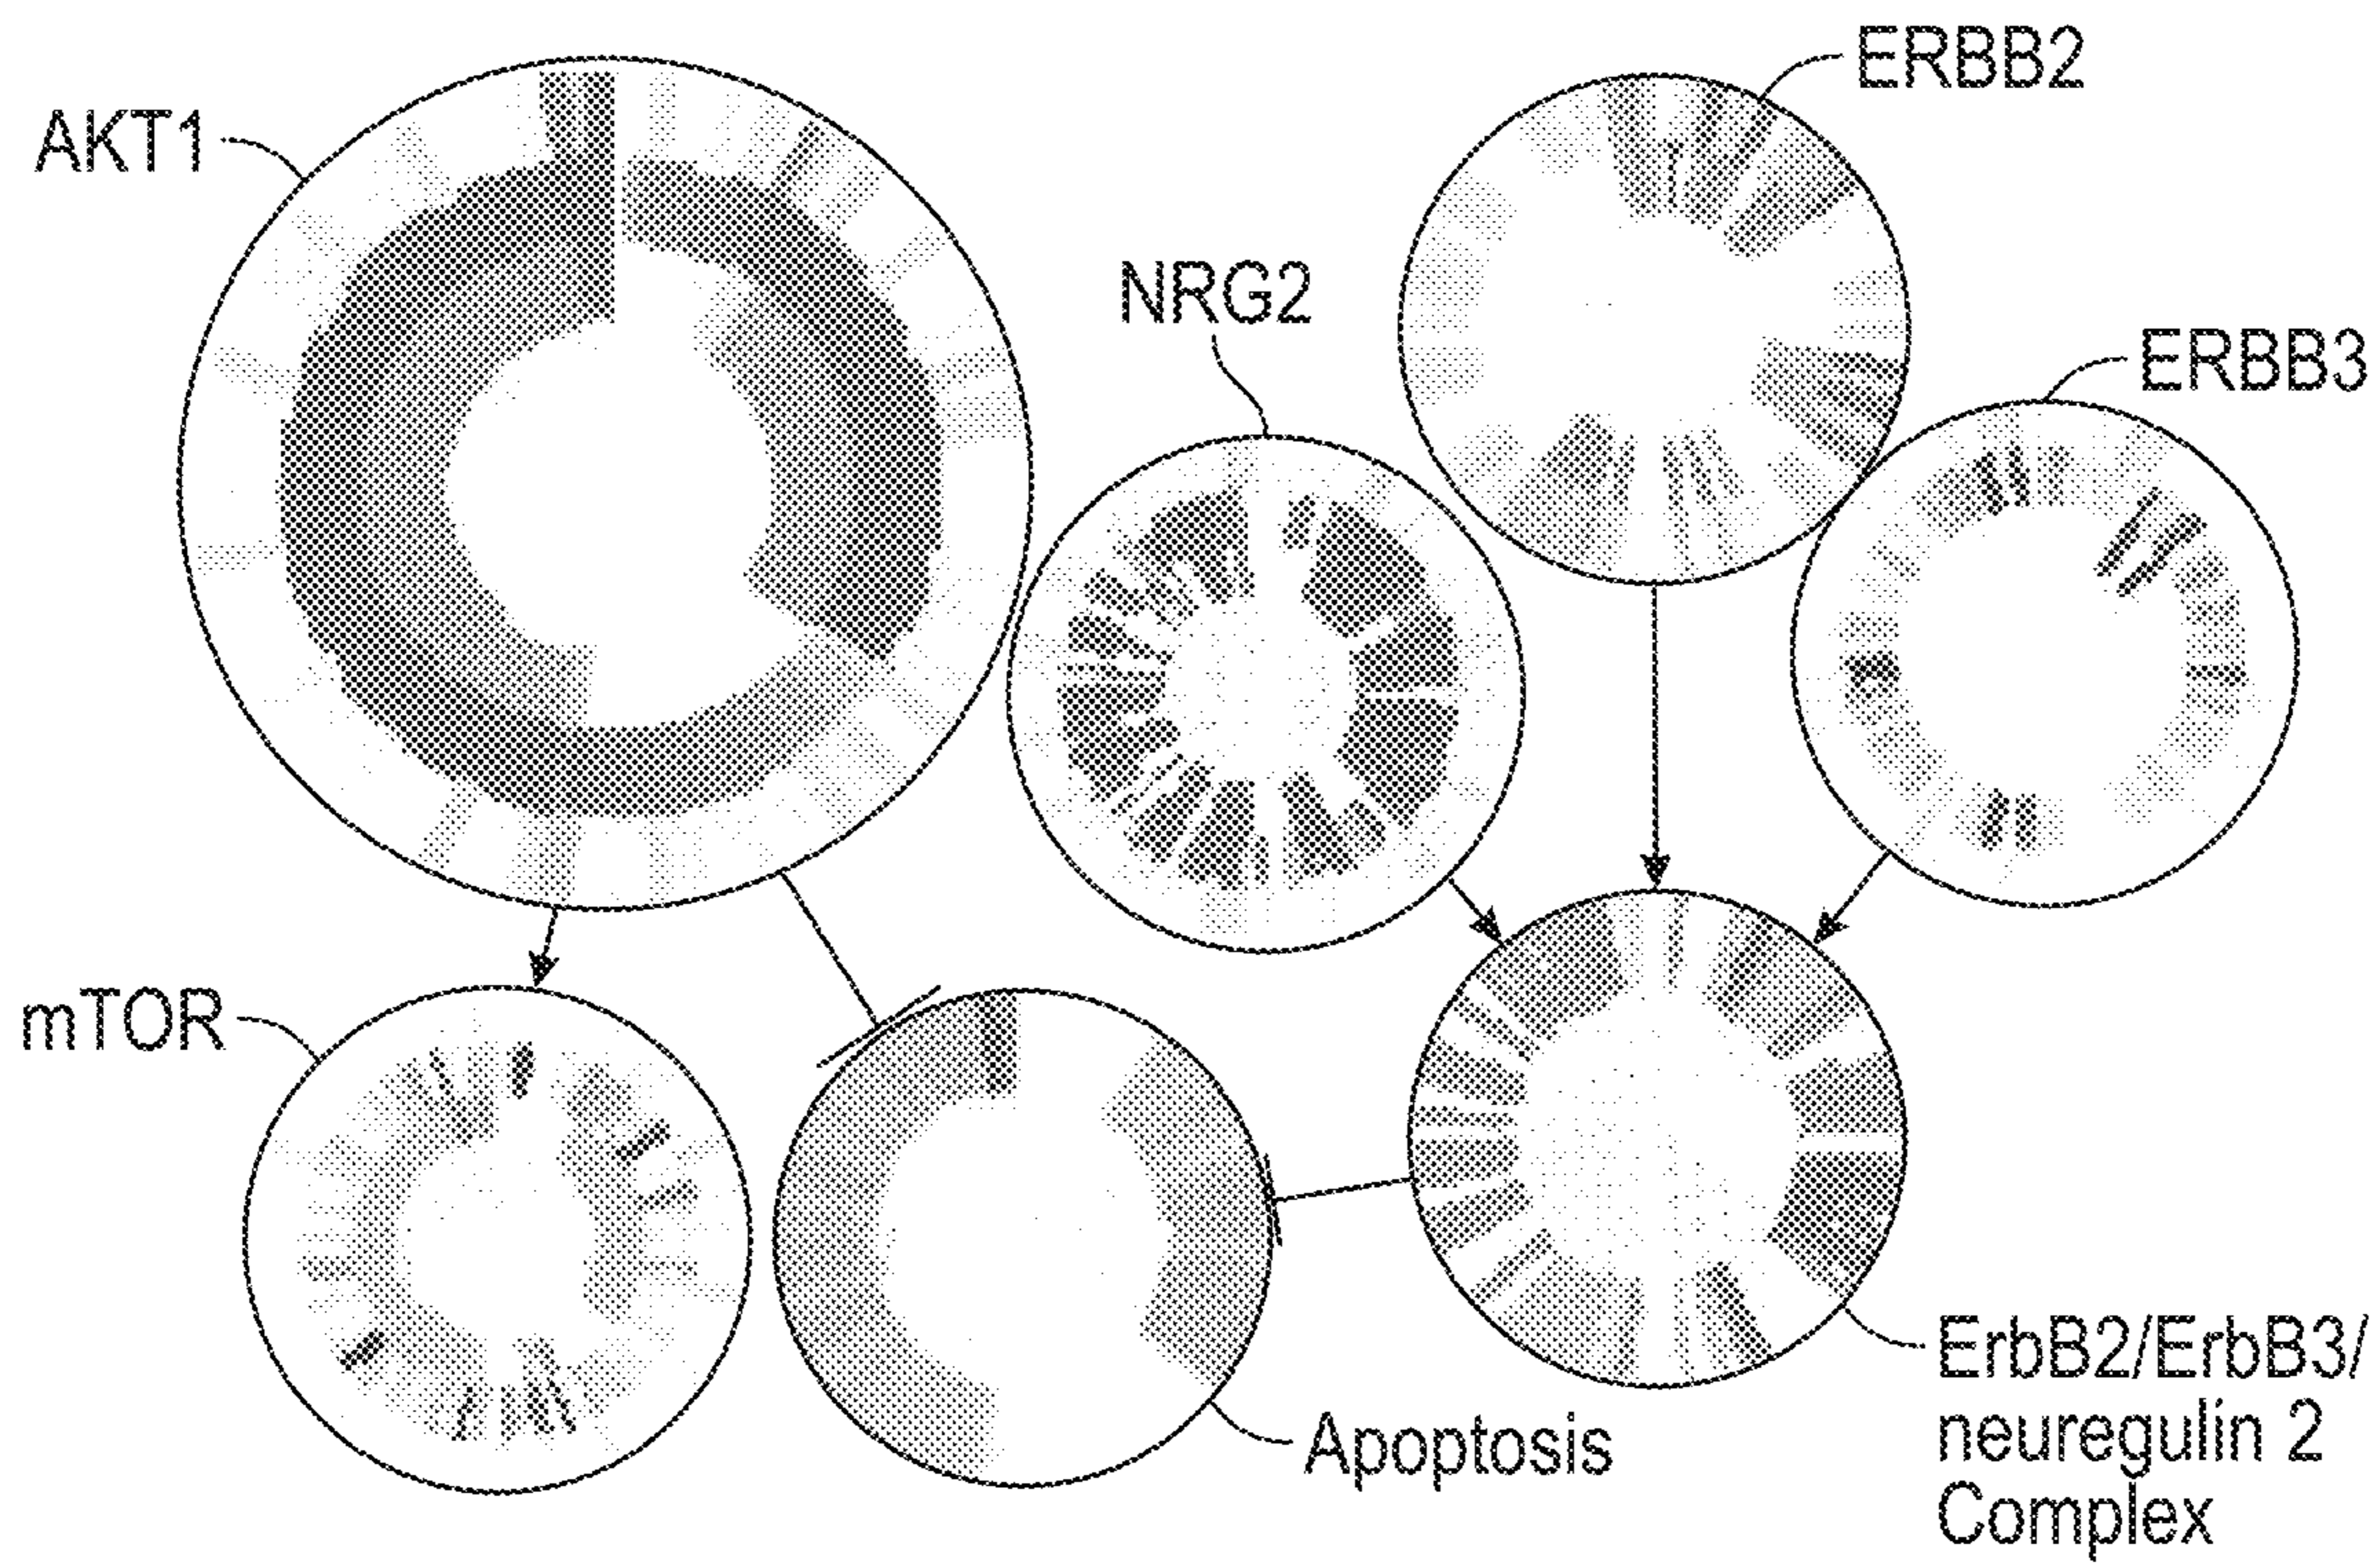 ERBB2
AKT1
NRG2
ERBB3
mTOR
ErbB2/ErbB3/
neuregulin 2
Complex
Apoptosis